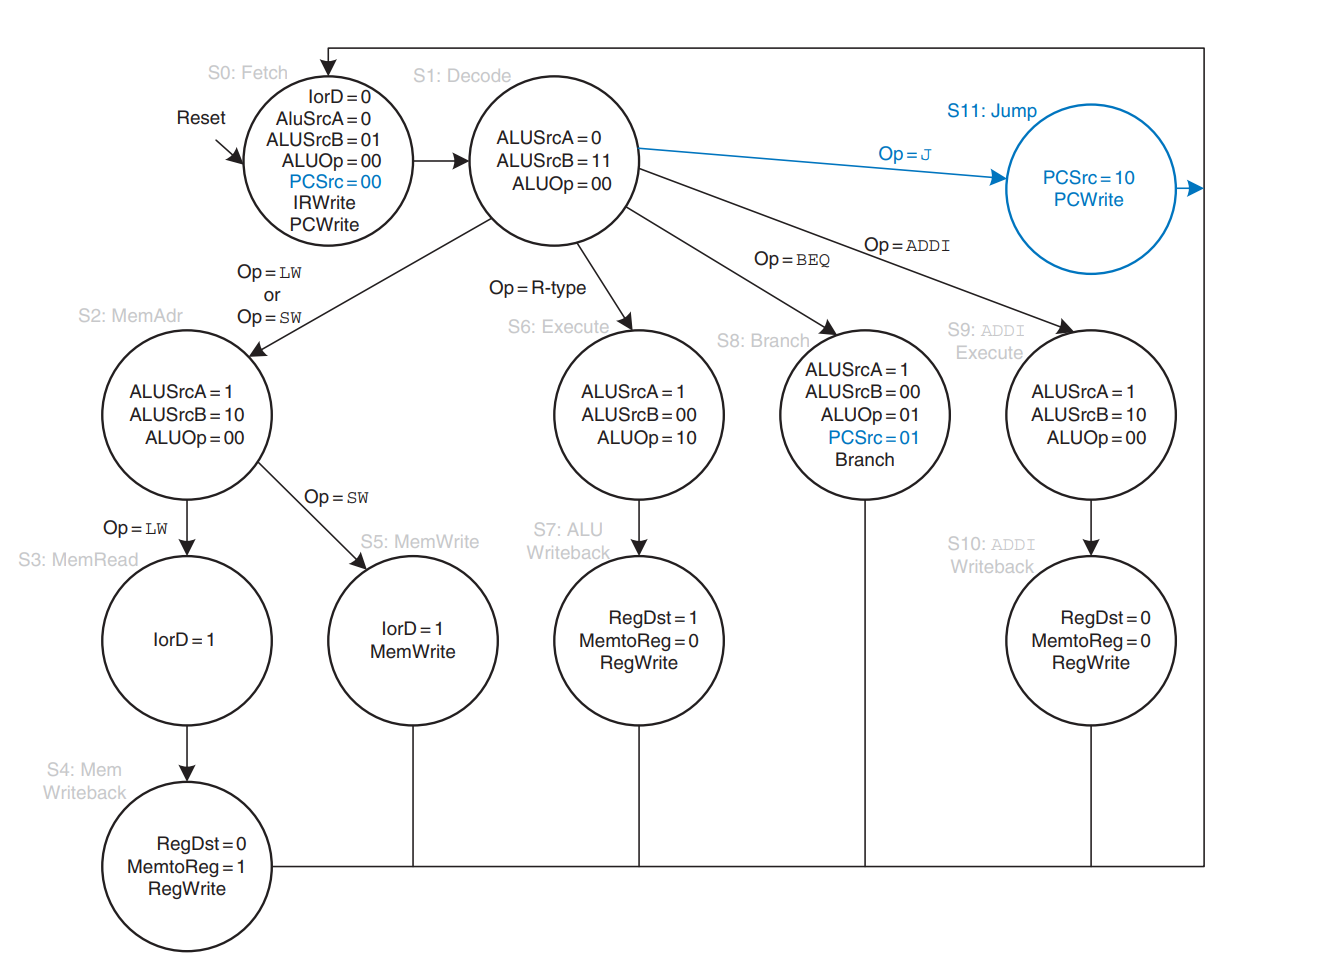 S0: Fetch
Reset
IorD=0
AluSrcA=0
ALUSrcB=01
ALUOp=00
PCSrc=00
IRWrite
PCWrite
S1: Decode
ALUSrcA=0
ALUSrcB=11
ALUOp=00
S11: Jump
Op=J
PCSrc=10
PCWrite
Op=LW
or
Op=SW
Op=R-type
Op=BEQ
Op=ADDI
S2: MemAdr
ALUSrcA=1
ALUSrcB=10
ALUOp=00
S6: Execute
ALUSrcA=1
ALUSrcB=00
ALUOp=10
S8: Branch
ALUSrcA=1
ALUSrcB=00
ALUOp=01
PCSrc=01
Branch
S9: ADDI
Execute
ALUSrcA=1
ALUSrcB=10
ALUOp=00
Op=LW
Op=SW
S3: MemRead
IorD=1
S5: MemWrite
IorD=1
MemWrite
S7: ALU
Writeback
RegDst=1
MemtoReg=0
RegWrite
S10: ADDI
Writeback
RegDst=0
MemtoReg=0
RegWrite
S4: Mem
Writeback
RegDst=0
MemtoReg=1
RegWrite